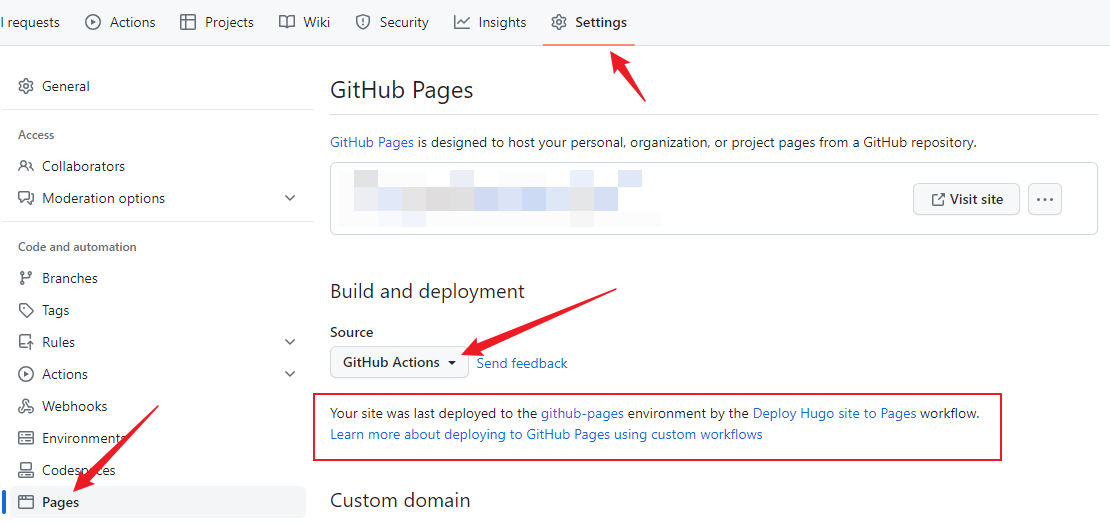 l requests Actions Projects Wiki Security Insights Settings
General
Access
Collaborators
Moderation options
Code and automation
Branches
Tags
Rules
Actions
Webhooks
Environments
Codespaces
Pages
GitHub Pages
GitHub Pages is designed to host your personal, organization, or project pages from a GitHub repository.
Visit site
Build and deployment
Source
GitHub Actions Send feedback
Your site was last deployed to the github-pages environment by the Deploy Hugo site to Pages workflow.
Learn more about deploying to GitHub Pages using custom workflows
Custom domain